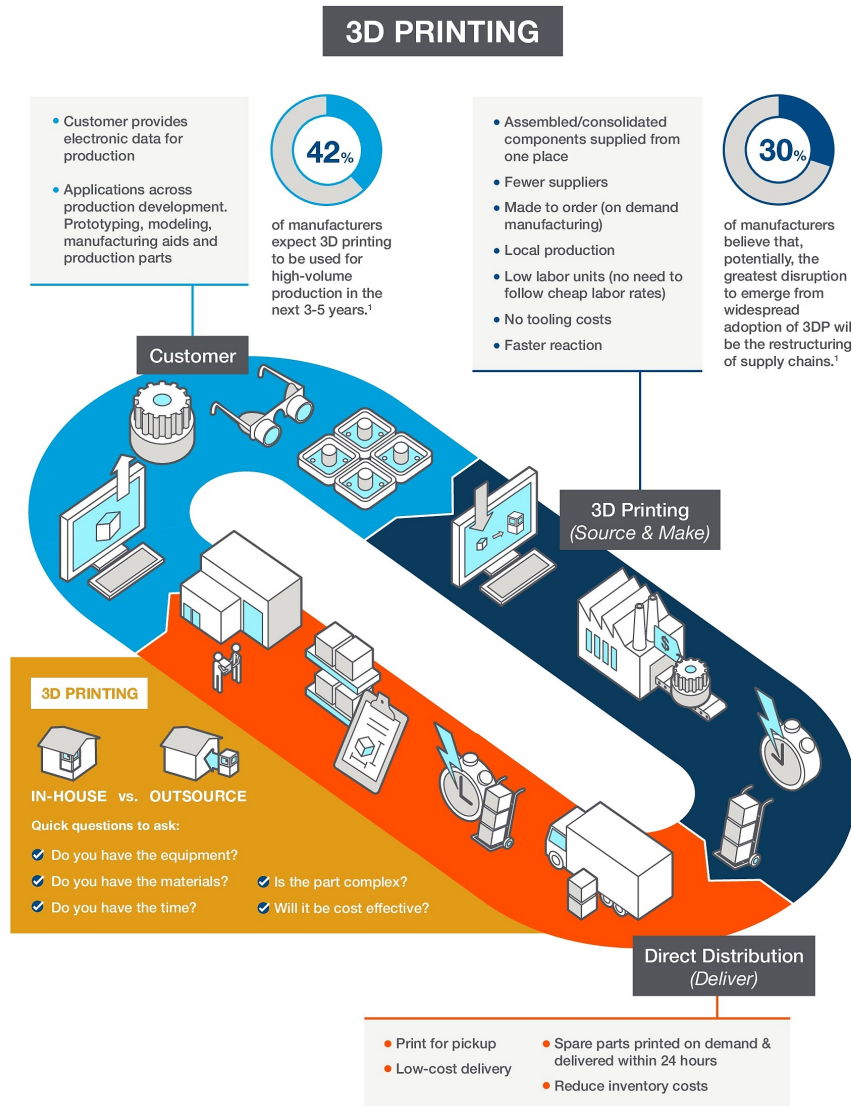 3D PRINTING
• Customer provides
electronic data for
production
• Applications across
production development.
Prototyping, modeling,
manufacturing aids and
production parts
42%
of manufacturers
expect 3D printing
to be used for
high-volume
production in the
next 3-5 years.¹
• Assembled/consolidated
components supplied from
one place
• Fewer suppliers
• Made to order (on demand
manufacturing)
• Local production
• Low labor units (no need to
follow cheap labor rates)
• No tooling costs
• Faster reaction
30%
of manufacturers
believe that,
potentially, the
greatest disruption
to emerge from
widespread
adoption of 3DP wil
be the restructuring
of supply chains.¹
Customer
3D Printing
(Source & Make)
$
3D PRINTING
IN-HOUSE vs. OUTSOURCE
Quick questions to ask:
Do you have the equipment?
Do you have the materials?
Do you have the time?
Is the part complex?
Will it be cost effective?
Direct Distribution
(Deliver)
• Print for pickup
• Low-cost delivery
• Spare parts printed on demand &
delivered within 24 hours
• Reduce inventory costs